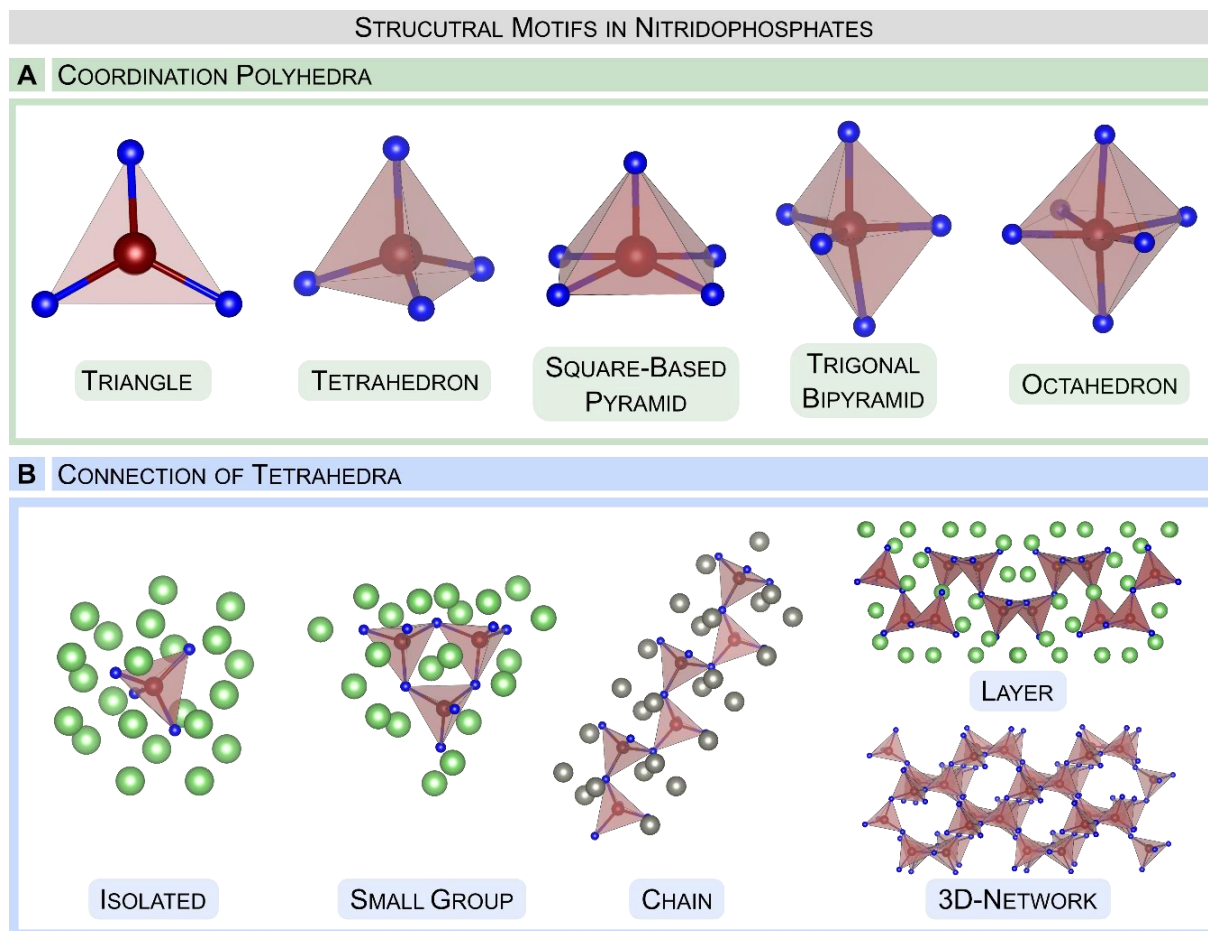 STRUCUTRAL MOTIFS IN NITRIDOPHOSPHATES
A COORDINATION POLYHEDRA
TRIANGLE
TETRAHEDRON
SQUARE-BASED
PYRAMID
TRIGONAL
BIPYRAMID
OCTAHEDRON
B CONNECTION OF TETRAHEDRA
LAYER
ISOLATED
SMALL GROUP
CHAIN
3D-NETWORK